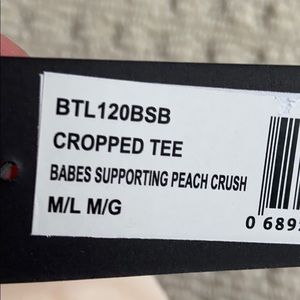 BTL120BSB
CROPPED TEE
BABES SUPPORTING PEACH CRUSH
M/L M/G
0 689